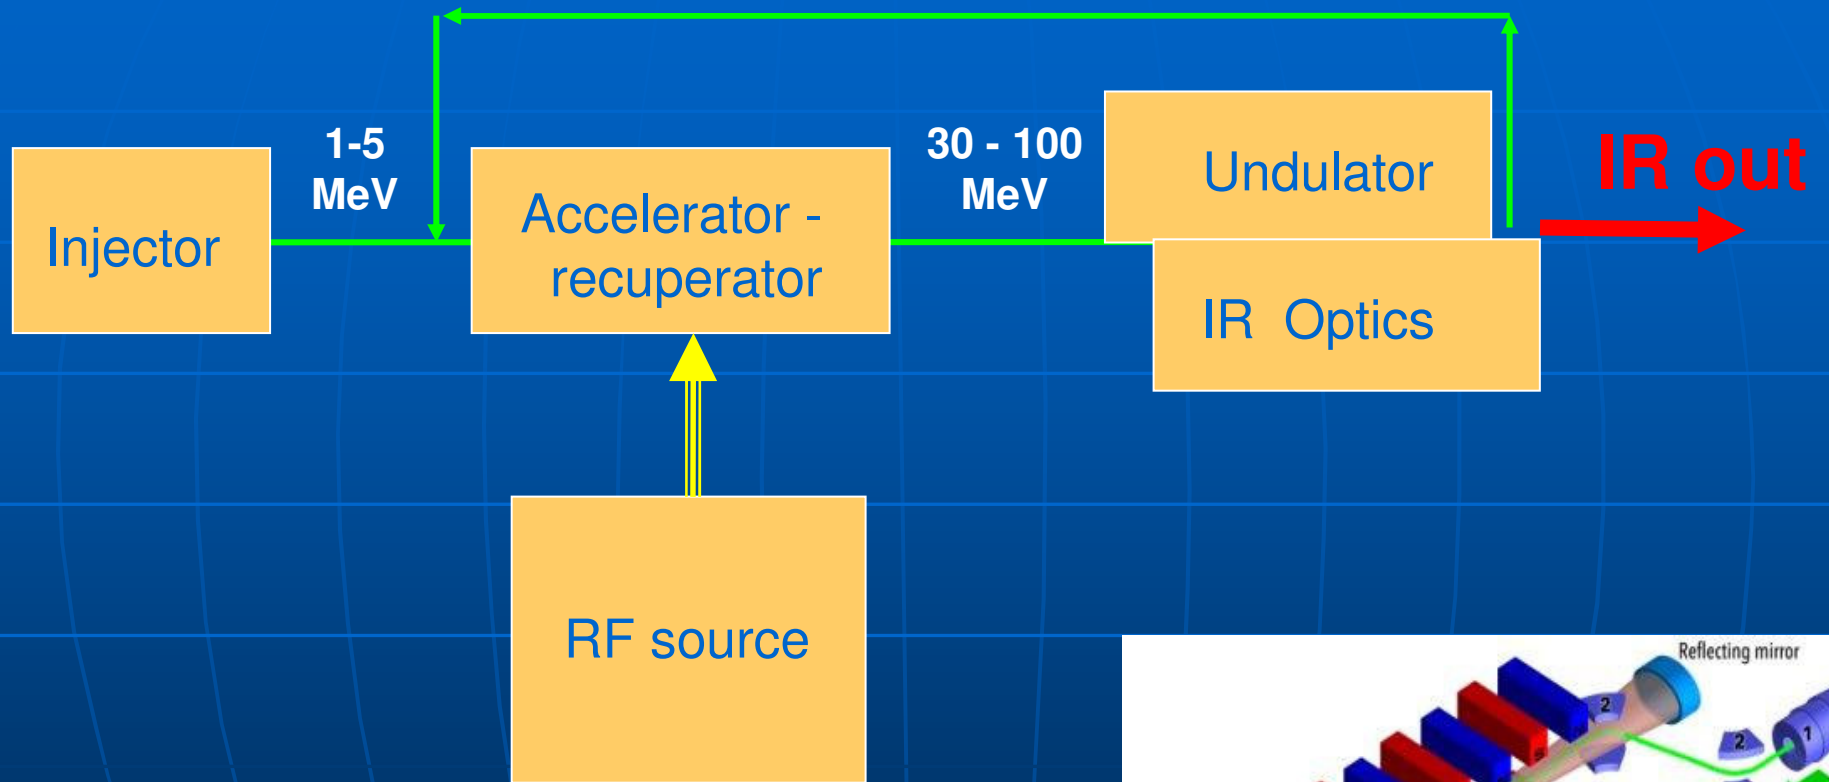 1-5
MeV
30 - 100
MeV
Injector
Accelerator -
recuperator
Undulator
IR out
IR  Optics
RF source
Reflecting mirror
2
2
1